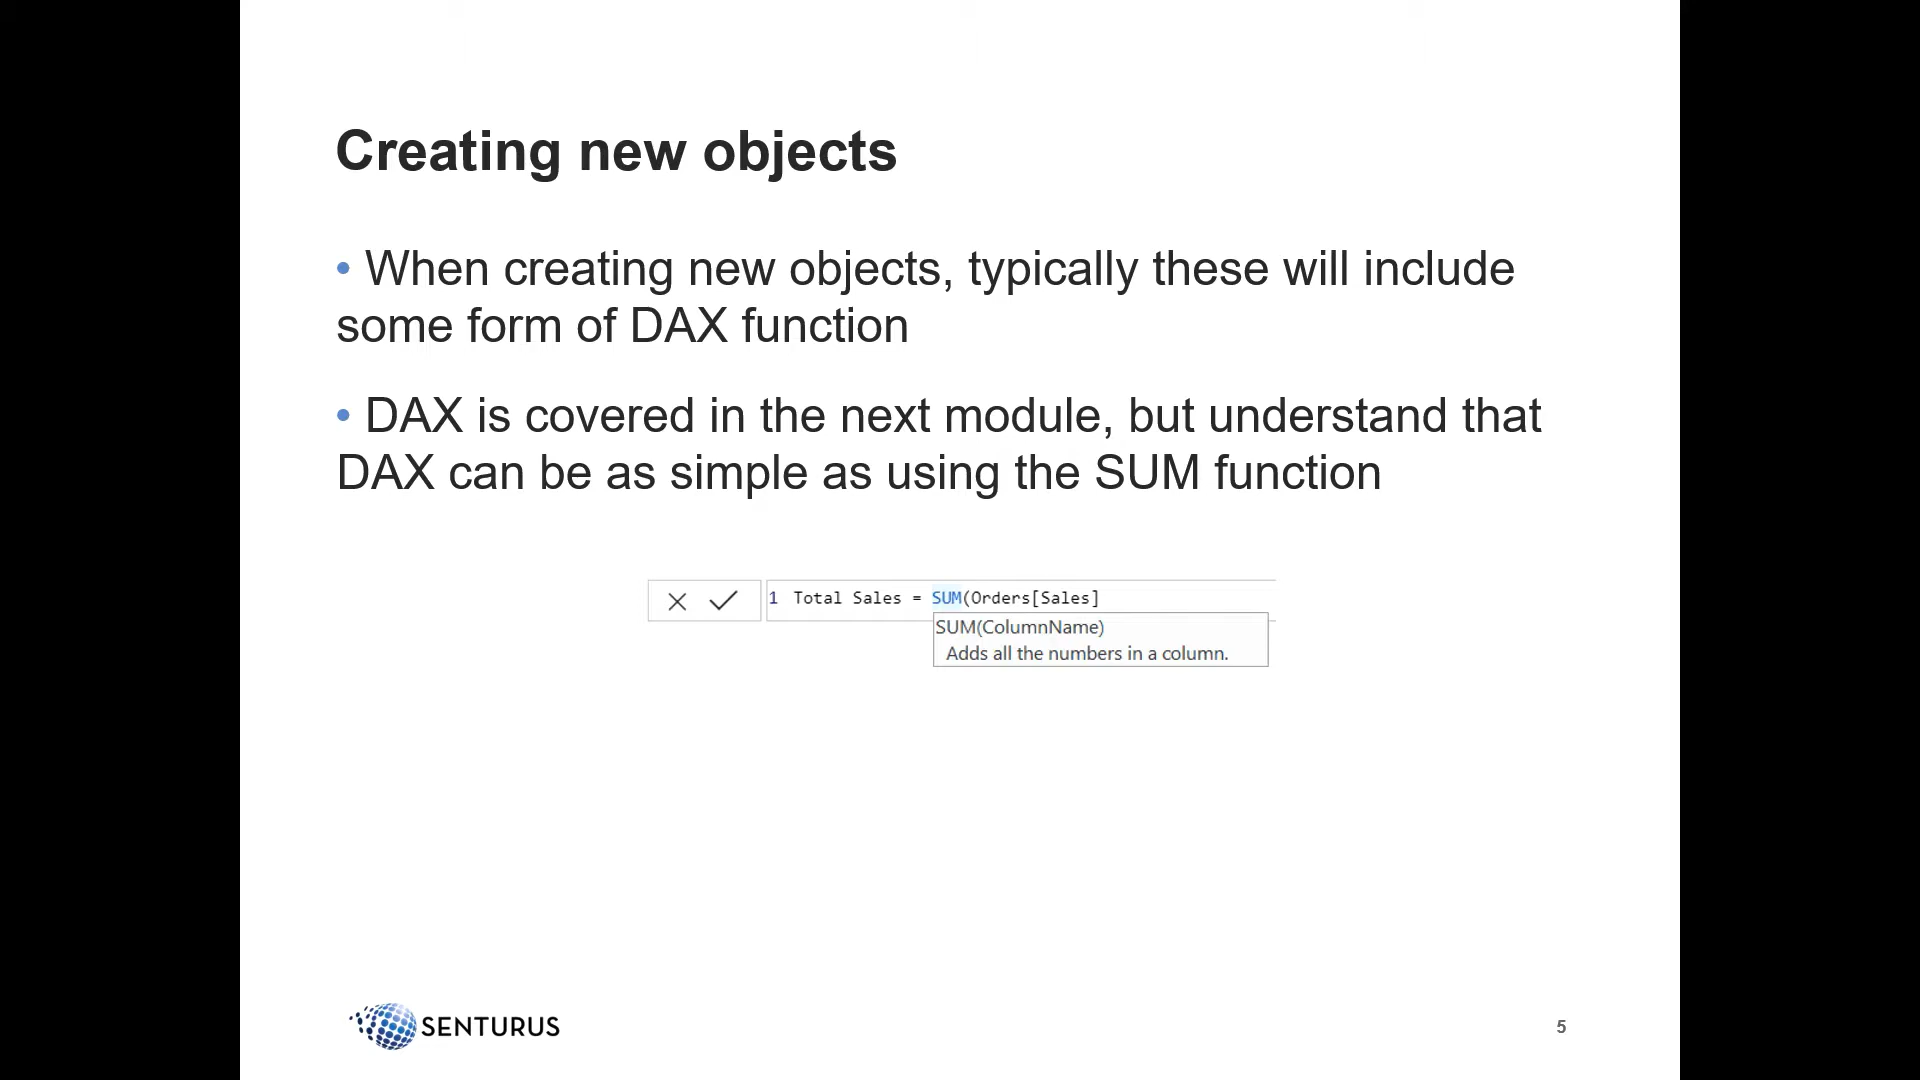 Creating new objects
• When creating new objects, typically these will include
some form of DAX function
• DAX is covered in the next module, but understand that
DAX can be as simple as using the SUM function
1 Total Sales = SUM(Orders[Sales]
SUM(ColumnName)
Adds all the numbers in a column.
SENTURUS
5